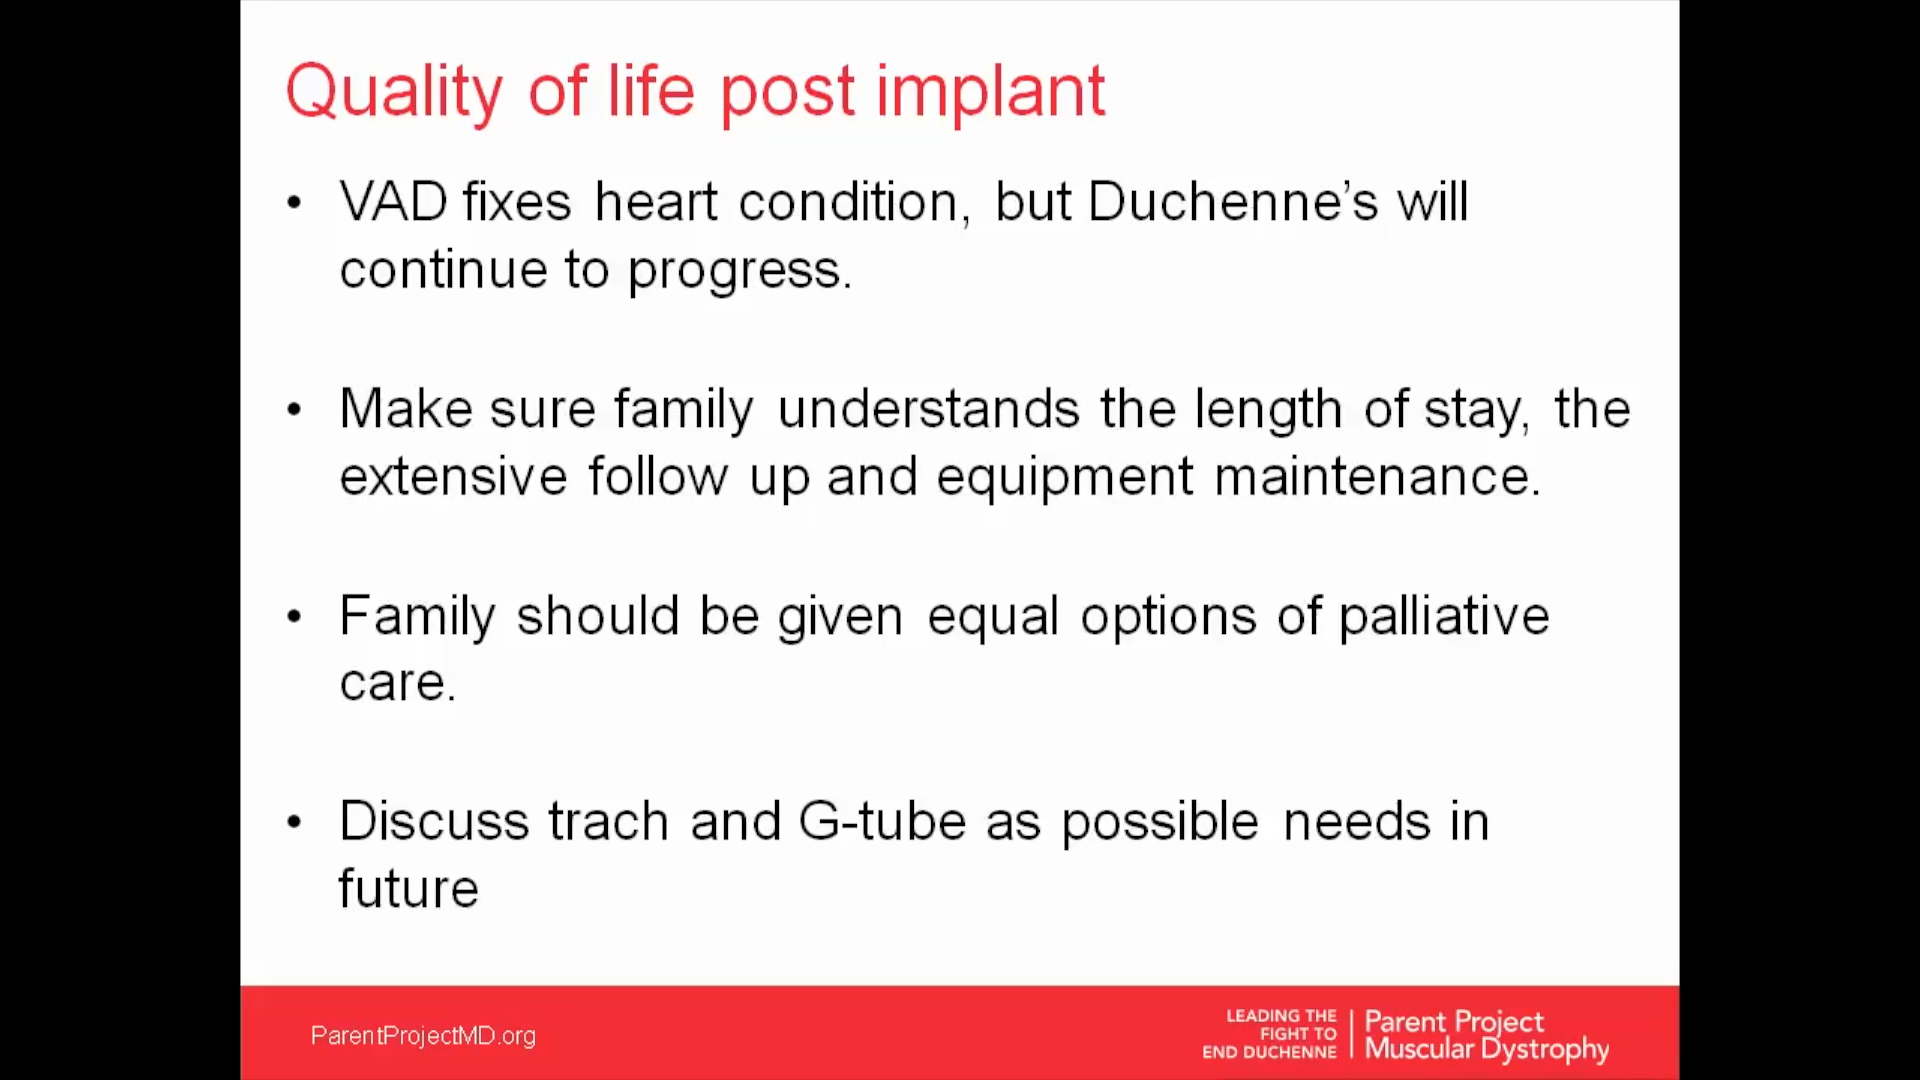 Quality of life post implant
• VAD fixes heart condition, but Duchenne’s will
continue to progress.
• Make sure family understands the length of stay, the
extensive follow up and equipment maintenance.
• Family should be given equal options of palliative
care.
• Discuss trach and G-tube as possible needs in
future
ParentProjectMD.org
LEADING THE
FIGHT TO
END DUCHENNE
Parent Project
Muscular Dystrophy